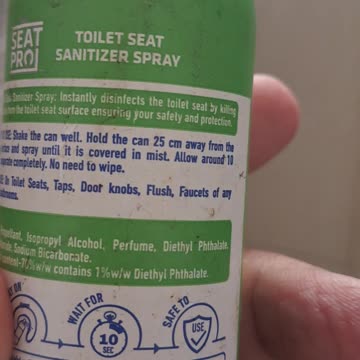 SEAT
PRO
TOILET SEAT
SANITIZER SPRAY
Sanitizer Spray: Instantly disinfects the toilet seat by killing
from the toilet seat surface ensuring your safety and protection.
USE: Shake the can well. Hold the can 25 cm away from the
and spray until it is covered in mist. Allow around 10
completely. No need to wipe.
On Toilet Seats, Taps, Door knobs, Flush, Faucets of any
Isopropyl Alcohol, Perfume, Diethyl Phthalate,
Sodium Bicarbonate.
w/w contains 1%w/w Diethyl Phthalate.
ON
WAIT FOR
10
SEC
SAFE TO
USE